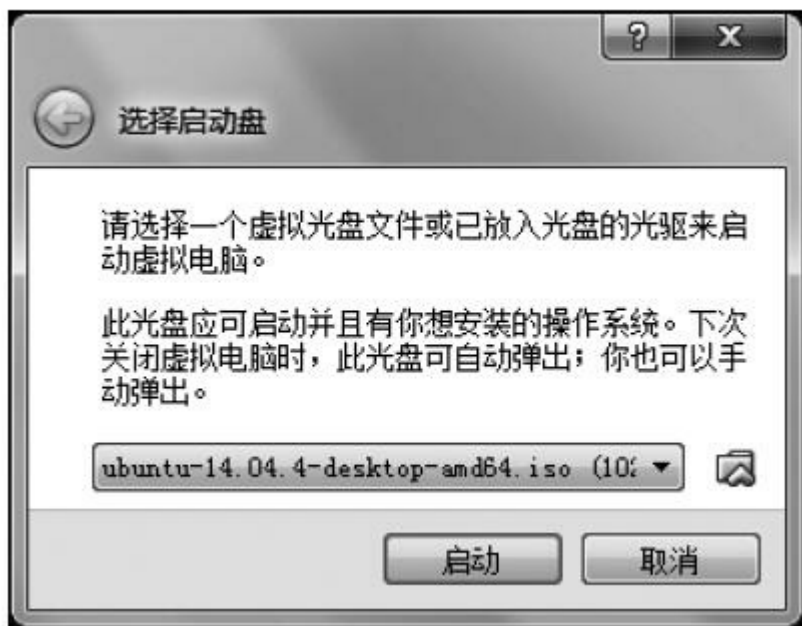 选择启动盘
请选择一个虚拟光盘文件或已放入光盘的光驱来启
动虚拟电脑。
此光盘应可启动并且有你想安装的操作系统。下次
关闭虚拟电脑时，此光盘可自动弹出；你也可以手
动弹出。
ubuntu-14.04.4-desktop-amd64.iso (10
启动
取消